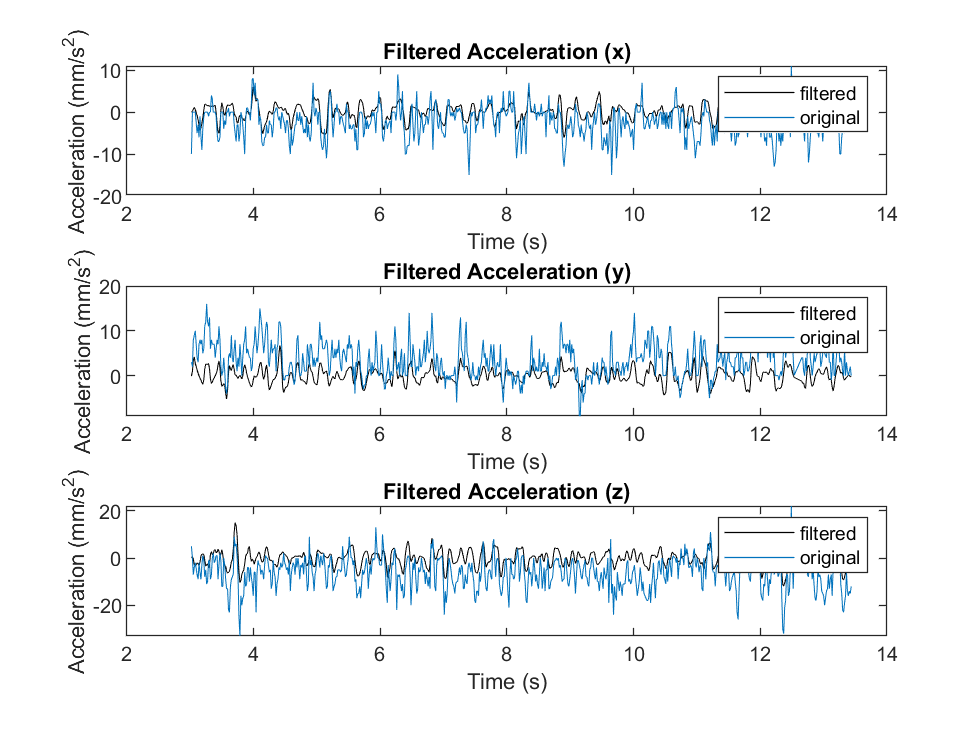 Filtered Acceleration (x)
Acceleration (mm/s²)
10
0
-10
-20
filtered
original
2 4 6 8 10 12 14
Time (s)
Filtered Acceleration (y)
Acceleration (mm/s²)
20
10
0
filtered
original
2 4 6 8 10 12 14
Time (s)
Filtered Acceleration (z)
Acceleration (mm/s²)
20
0
-20
filtered
original
2 4 6 8 10 12 14
Time (s)